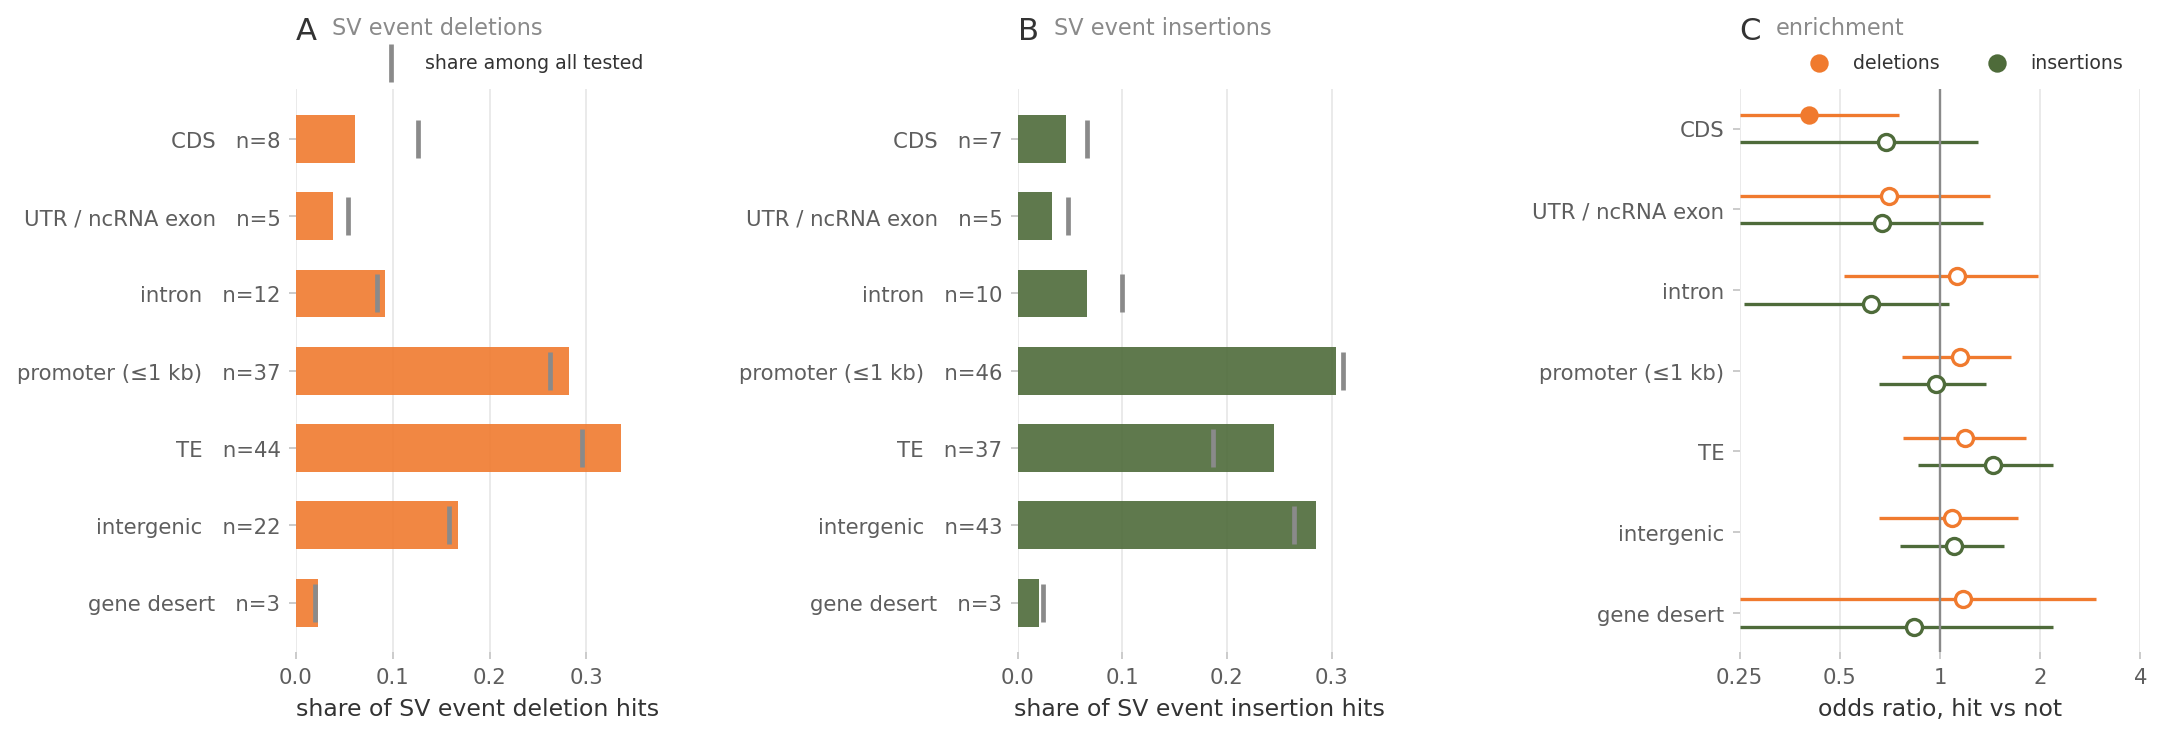 A SV event deletions
share among all tested
CDS n=8
UTR / ncRNA exon n=5
intron n=12
promoter (≤1 kb) n=37
TE n=44
intergenic n=22
gene desert n=3
0.0 0.1 0.2 0.3
share of SV event deletion hits
B SV event insertions
CDS n=7
UTR / ncRNA exon n=5
intron n=10
promoter (≤1 kb) n=46
TE n=37
intergenic n=43
gene desert n=3
0.0 0.1 0.2 0.3
share of SV event insertion hits
C enrichment
deletions insertions
CDS
UTR / ncRNA exon
intron
promoter (≤1 kb)
TE
intergenic
gene desert
0.25 0.5 1 2 4
odds ratio, hit vs not